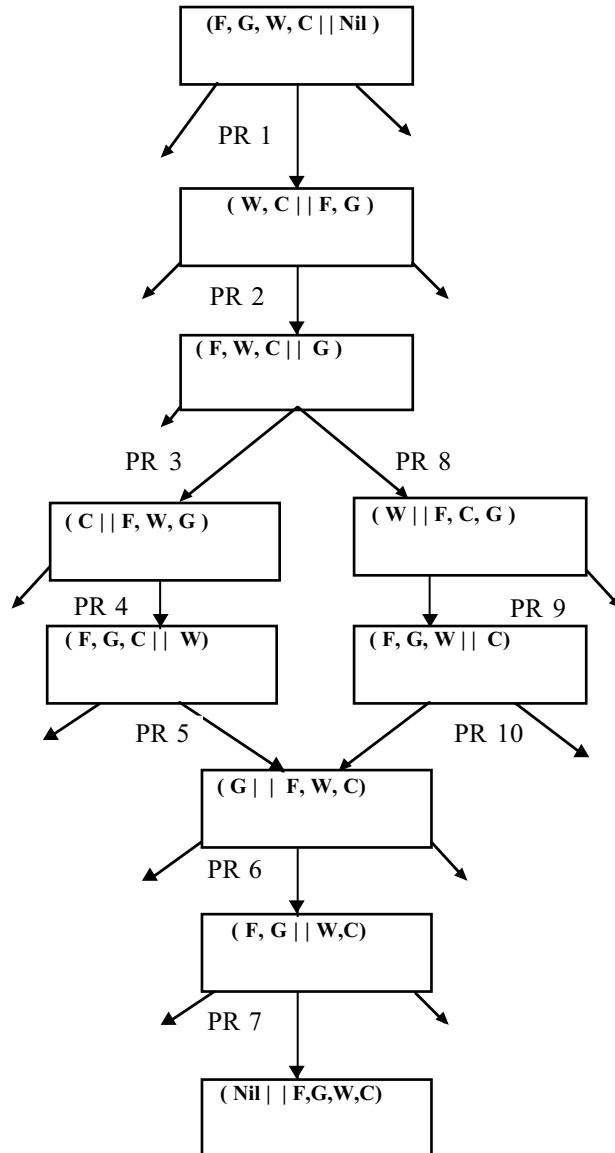 (F, G, W, C | | Nil )
PR 1
( W, C | | F, G )
PR 2
( F, W, C | | G )
PR 3
PR 8
( C | | F, W, G )
( W | | F, C, G )
PR 4
PR 9
( F, G, C | | W)
( F, G, W | | C)
PR 5
PR 10
( G | | F, W, C)
PR 6
( F, G | | W,C)
PR 7
( Nil | | F,G,W,C)